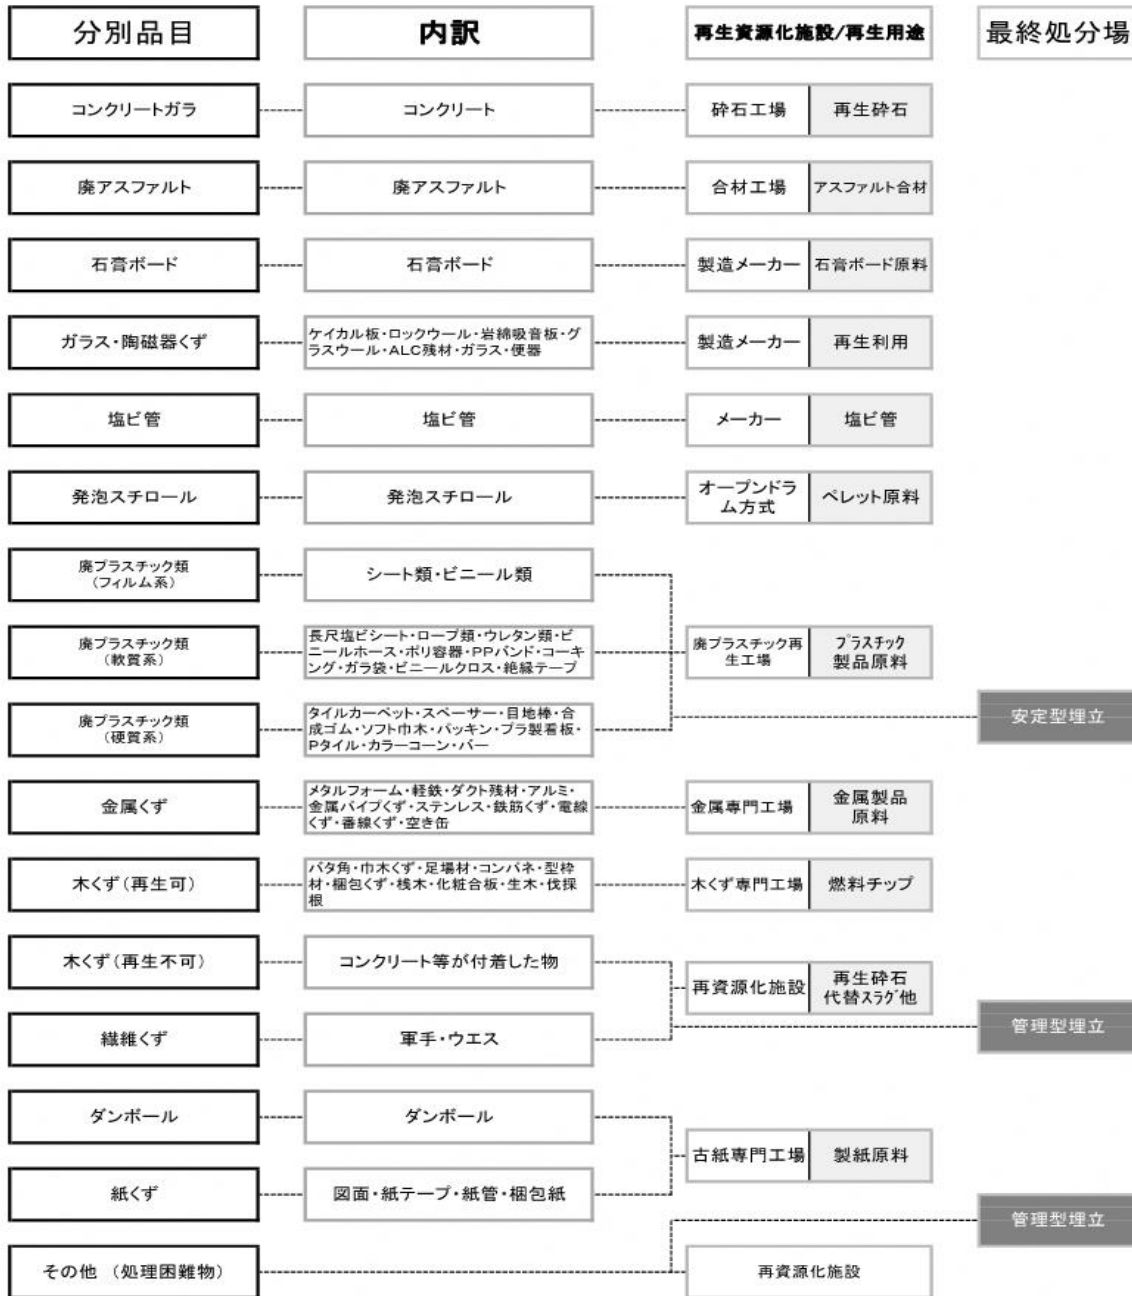 分別品目
内訳
再生資源化施設/再生用途
最終処分場
コンクリートガラ
コンクリート
砕石工場
再生砕石
廃アスファルト
廃アスファルト
合材工場
アスファルト合材
石膏ボード
石膏ボード
製造メーカー
石膏ボード原料
ガラス・陶磁器くず
ケイカル板・ロックウール・岩綿吸音板・グ
ラスウール・ALC残材・ガラス・便器
製造メーカー
再生利用
塩ビ管
塩ビ管
メーカー
塩ビ管
発泡スチロール
発泡スチロール
オープンドラ
ム方式
ペレット原料
廃プラスチック類
(フィルム系)
シート類・ビニール類
廃プラスチック類
(軟質系)
長尺塩ビシート・ロープ類・ウレタン類・ビ
ニールホース・ポリ容器・PPバンド・コーキ
ング・ガラ袋・ビニールクロス・絶縁テープ
廃プラスチック再
生工場
プラスチック
製品原料
廃プラスチック類
(硬質系)
タイルカーペット・スペーサー・目地棒・合
成ゴム・ソフト巾木・パッキン・プラ製看板・
Pタイル・カラーコーン・バー
安定型埋立
金属くず
メタルフォーム・軽鉄・ダクト残材・アルミ・
金属パイプくず・ステンレス・鉄筋くず・電線
くず・番線くず・空き缶
金属専門工場
金属製品
原料
木くず(再生可)
バタ角・巾木くず・足場材・コンパネ・型枠
材・梱包くず・桟木・化粧合板・生木・伐採
根
木くず専門工場
燃料チップ
木くず(再生不可)
コンクリート等が付着した物
再資源化施設
再生砕石
代替スラグ他
管理型埋立
繊維くず
軍手・ウエス
ダンボール
ダンボール
古紙専門工場
製紙原料
紙くず
図面・紙テープ・紙管・梱包紙
管理型埋立
その他 (処理困難物)
再資源化施設